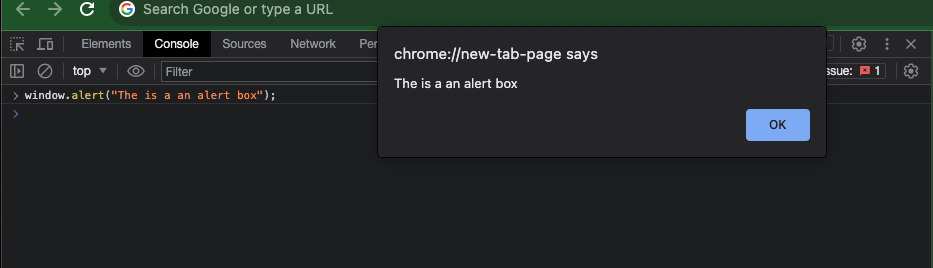 Search Google or type a URL
Elements Console Sources Network
top Filter
window.alert("The is a an alert box");
chrome://new-tab-page says
The is a an alert box
OK
ssue: 1